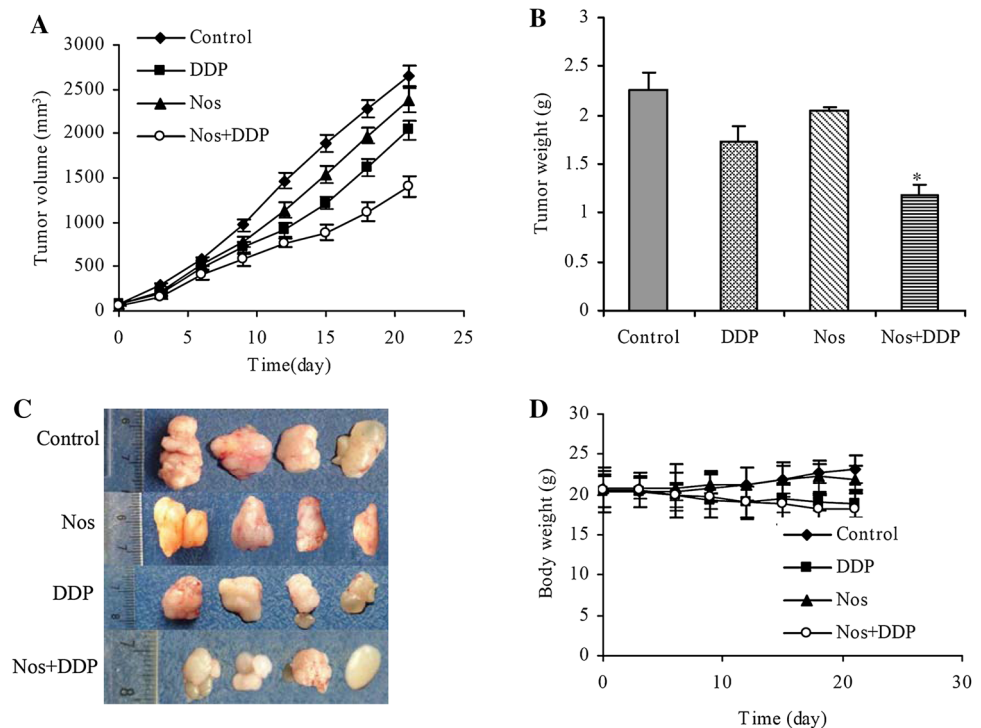 A
Tumor volume (mm³)
3000
2500
2000
1500
1000
500
0
0 5 10 15 20 25
Time(day)
Control
DDP
Nos
Nos+DDP
B
Tumor weight (g)
3
2.5
2
1.5
1
0.5
0
*
Control DDP Nos Nos+DDP
C
Control
Nos
DDP
Nos+DDP
D
Body weight (g)
30
25
20
15
10
5
0
0 10 20 30
Time (day)
Control
DDP
Nos
Nos+DDP